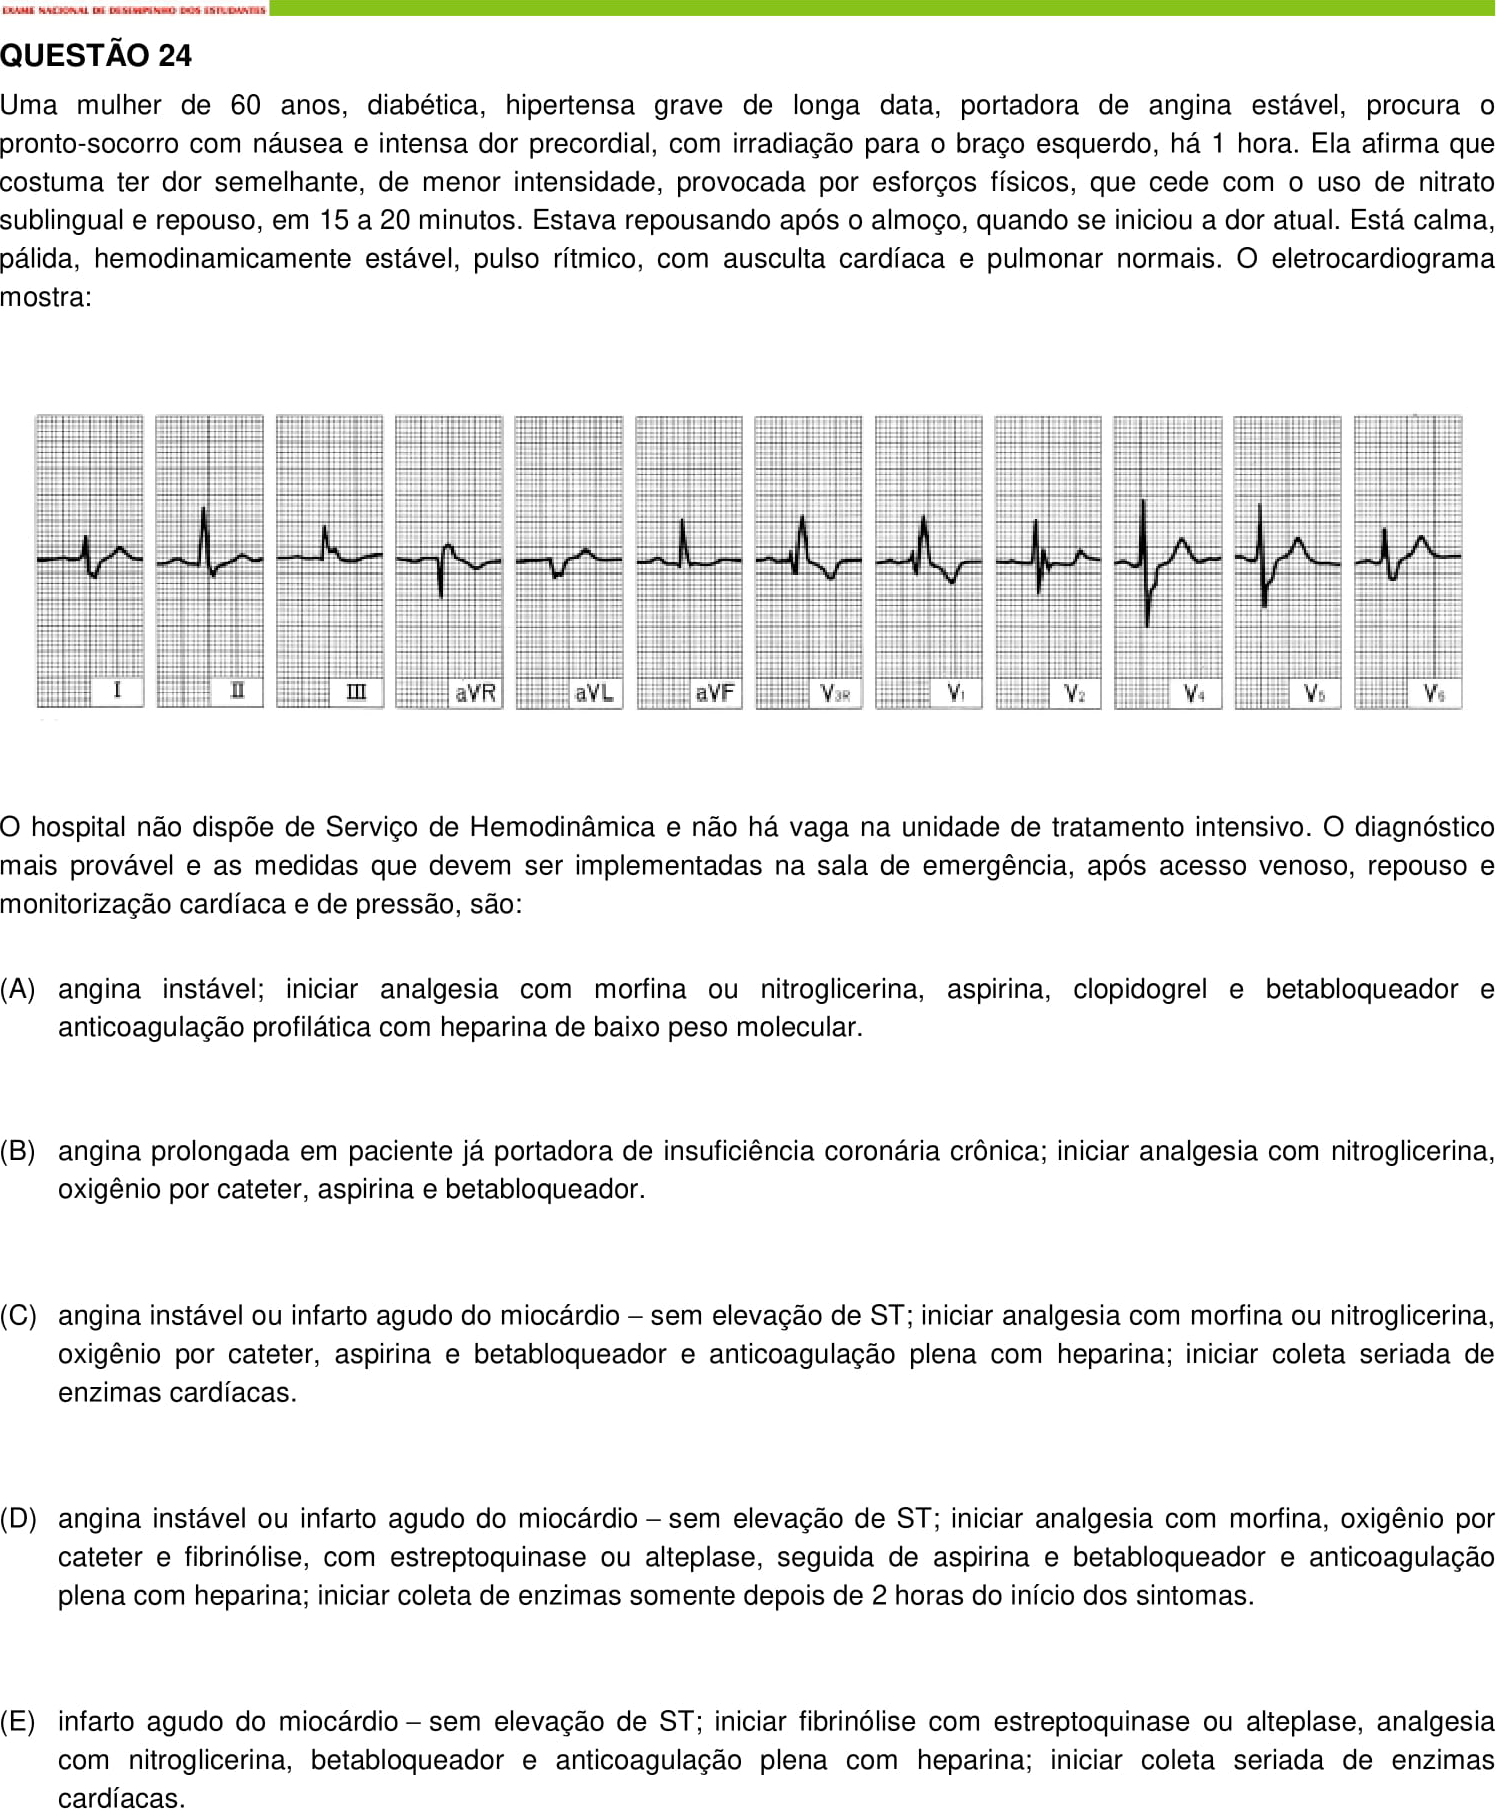 EXAME NACIONAL DE DESEMPENHO DOS ESTUDANTES
QUESTÃO 24
Uma mulher de 60 anos, diabética, hipertensa grave de longa data, portadora de angina estável, procura o
pronto-socorro com náusea e intensa dor precordial, com irradiação para o braço esquerdo, há 1 hora. Ela afirma que
costuma ter dor semelhante, de menor intensidade, provocada por esforços físicos, que cede com o uso de nitrato
sublingual e repouso, em 15 a 20 minutos. Estava repousando após o almoço, quando se iniciou a dor atual. Está calma,
pálida, hemodinamicamente estável, pulso rítmico, com ausculta cardíaca e pulmonar normais. O eletrocardiograma
mostra:
I II III aVR aVL aVF V3R V1 V2 V4 V5 V6
O hospital não dispõe de Serviço de Hemodinâmica e não há vaga na unidade de tratamento intensivo. O diagnóstico
mais provável e as medidas que devem ser implementadas na sala de emergência, após acesso venoso, repouso e
monitorização cardíaca e de pressão, são:
(A) angina instável; iniciar analgesia com morfina ou nitroglicerina, aspirina, clopidogrel e betabloqueador e
anticoagulação profilática com heparina de baixo peso molecular.
(B) angina prolongada em paciente já portadora de insuficiência coronária crônica; iniciar analgesia com nitroglicerina,
oxigênio por cateter, aspirina e betabloqueador.
(C) angina instável ou infarto agudo do miocárdio – sem elevação de ST; iniciar analgesia com morfina ou nitroglicerina,
oxigênio por cateter, aspirina e betabloqueador e anticoagulação plena com heparina; iniciar coleta seriada de
enzimas cardíacas.
(D) angina instável ou infarto agudo do miocárdio – sem elevação de ST; iniciar analgesia com morfina, oxigênio por
cateter e fibrinólise, com estreptoquinase ou alteplase, seguida de aspirina e betabloqueador e anticoagulação
plena com heparina; iniciar coleta de enzimas somente depois de 2 horas do início dos sintomas.
(E) infarto agudo do miocárdio – sem elevação de ST; iniciar fibrinólise com estreptoquinase ou alteplase, analgesia
com nitroglicerina, betabloqueador e anticoagulação plena com heparina; iniciar coleta seriada de enzimas
cardíacas.